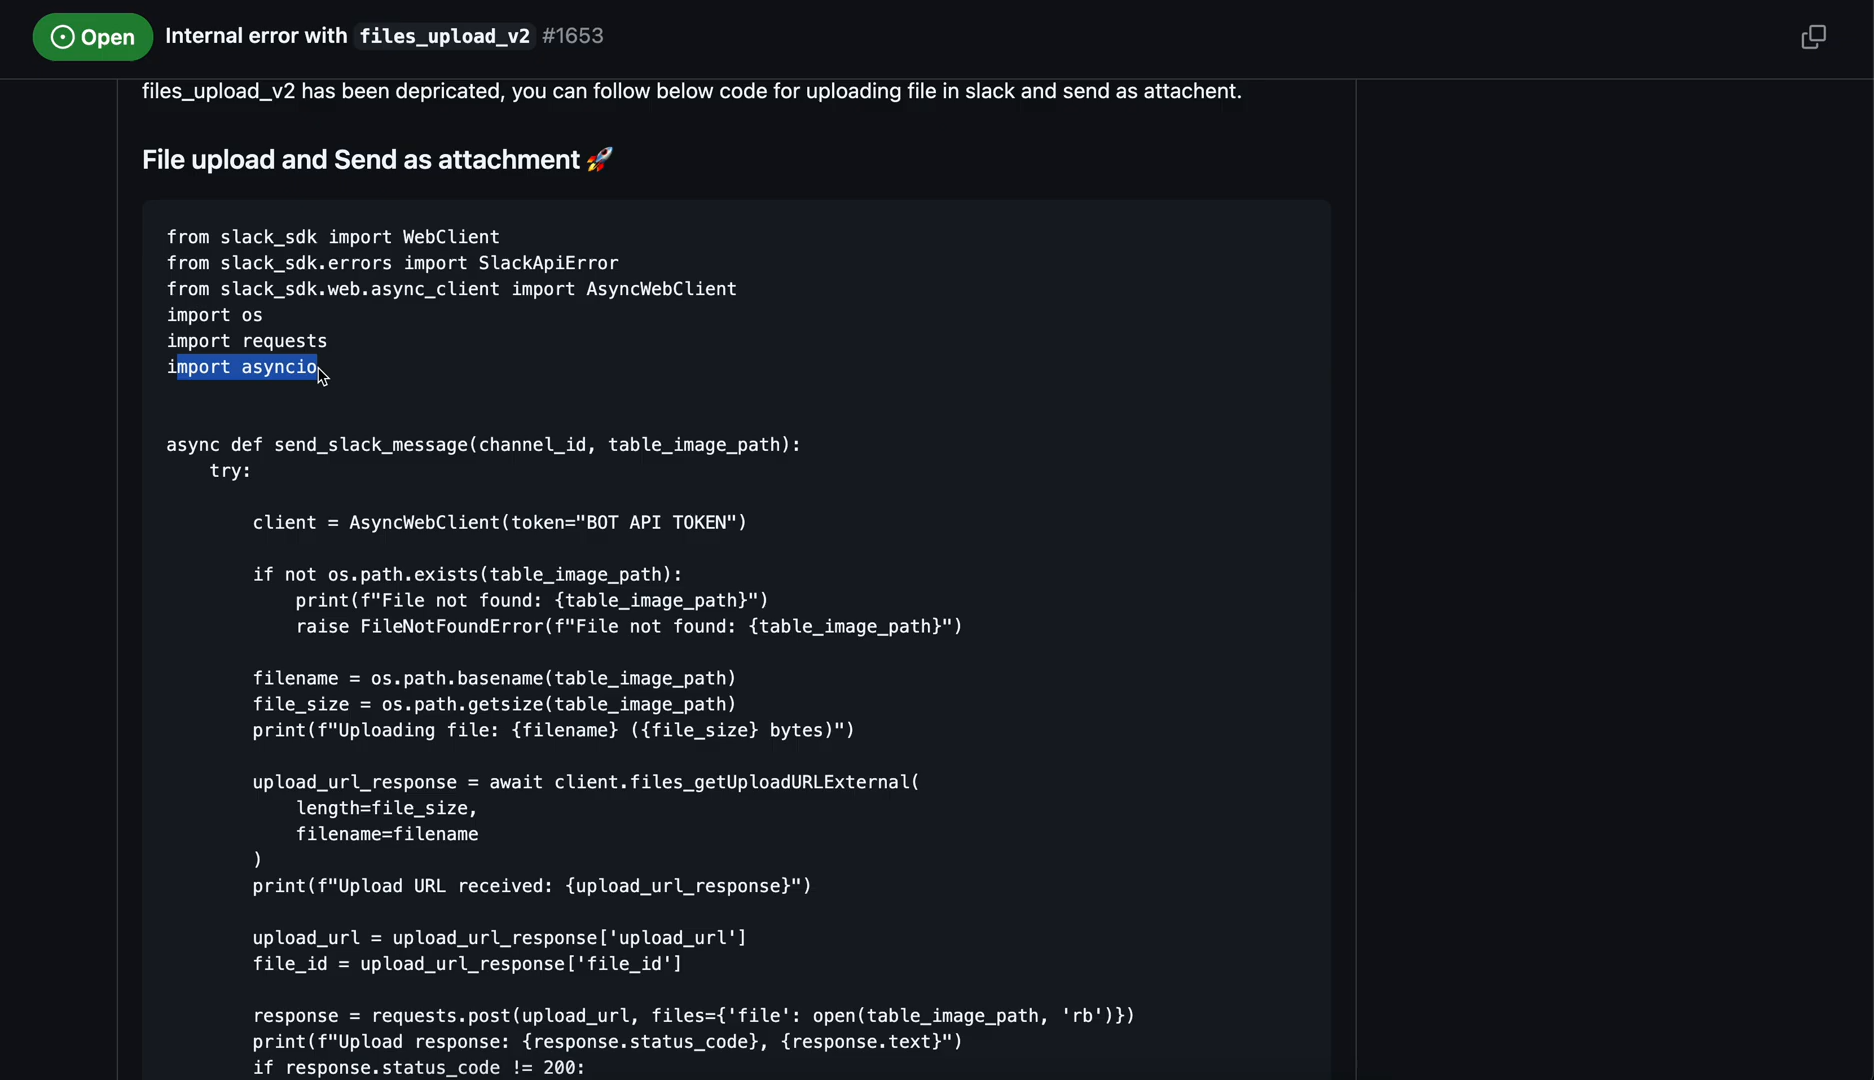 Open Internal error with files_upload_v2 #1653
files_upload_v2 has been depricated, you can follow below code for uploading file in slack and send as attachent.
File upload and Send as attachment 🚀
from slack_sdk import WebClient
from slack_sdk.errors import SlackApiError
from slack_sdk.web.async_client import AsyncWebClient
import os
import requests
import asyncio
async def send_slack_message(channel_id, table_image_path):
    try:
        client = AsyncWebClient(token="BOT API TOKEN")
        if not os.path.exists(table_image_path):
            print(f"File not found: {table_image_path}")
            raise FileNotFoundError(f"File not found: {table_image_path}")
        filename = os.path.basename(table_image_path)
        file_size = os.path.getsize(table_image_path)
        print(f"Uploading file: {filename} ({file_size} bytes)")
        upload_url_response = await client.files_getUploadURLExternal(
            length=file_size,
            filename=filename
        )
        print(f"Upload URL received: {upload_url_response}")
        upload_url = upload_url_response['upload_url']
        file_id = upload_url_response['file_id']
        response = requests.post(upload_url, files={'file': open(table_image_path, 'rb')})
        print(f"Upload response: {response.status_code}, {response.text}")
        if response.status_code != 200: